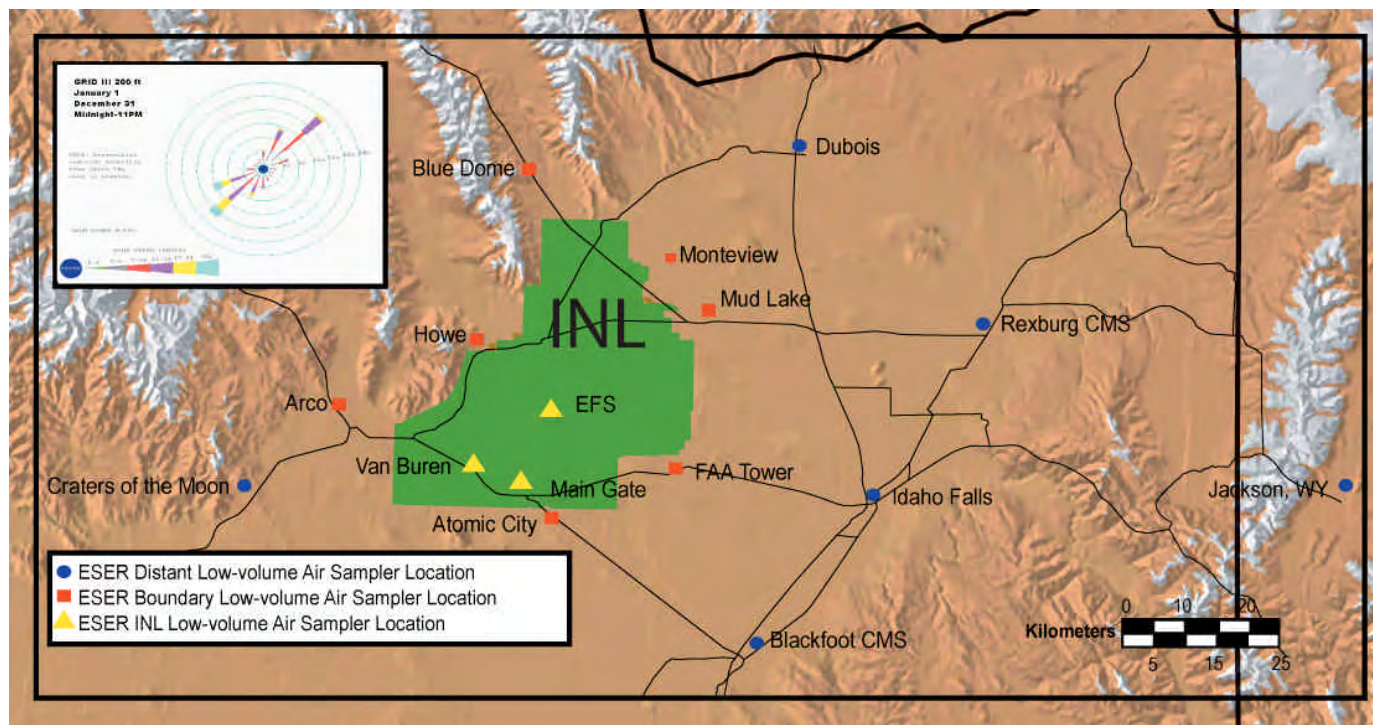 GRID III 200 ft
January 1
December 31
Midnight-11PM
Blue Dome
Dubois
Monteview
Mud Lake
INL
Howe
Rexburg CMS
Arco
EFS
Van Buren
FAA Tower
Craters of the Moon
Main Gate
Idaho Falls
Jackson, WY
Atomic City
ESER Distant Low-volume Air Sampler Location
ESER Boundary Low-volume Air Sampler Location
ESER INL Low-volume Air Sampler Location
Blackfoot CMS
0 10 20
Kilometers
5 15 25